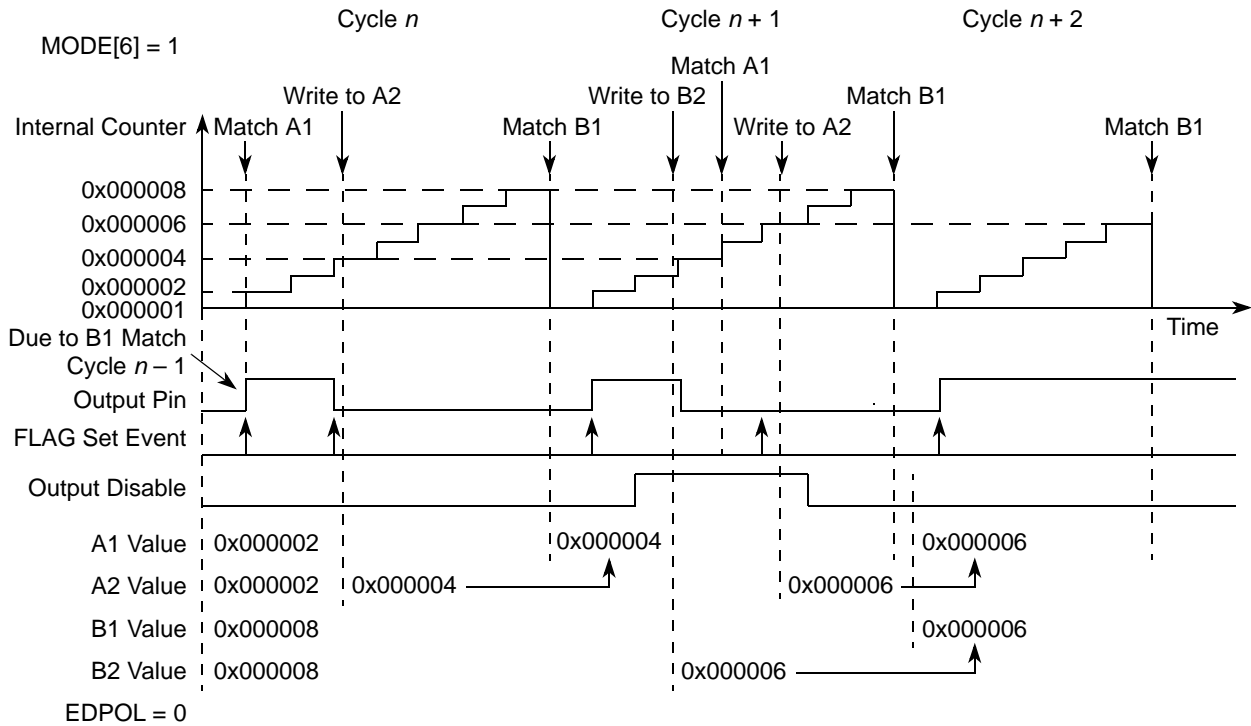 Cycle n Cycle n + 1 Cycle n + 2
MODE[6] = 1
Match A1
Write to A2 Write to B2 Match B1
Internal Counter Match A1 Match B1 Write to A2 Match B1
0x000008
0x000006
0x000004
0x000002
0x000001
Time
Due to B1 Match
Cycle n – 1
Output Pin
FLAG Set Event
Output Disable
A1 Value 0x000002 0x000004 0x000006
A2 Value 0x000002 0x000004 0x000006
B1 Value 0x000008 0x000006
B2 Value 0x000008 0x000006
EDPOL = 0